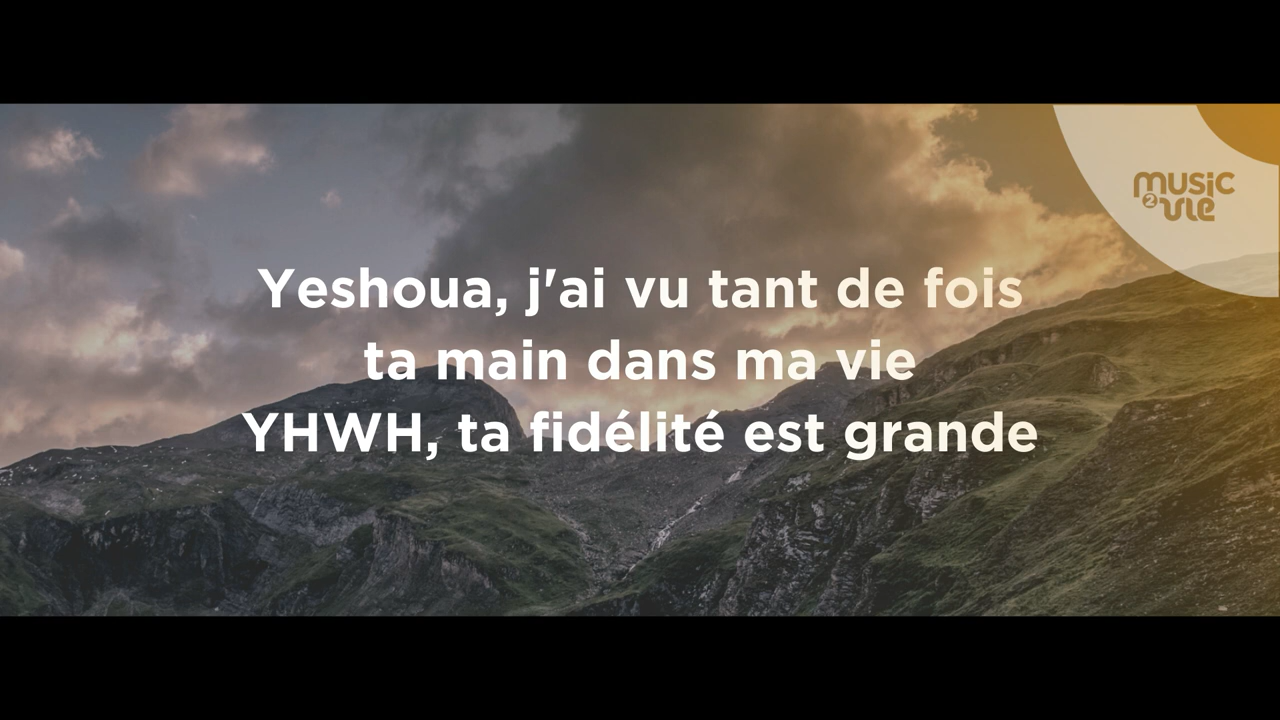 music
2 vie
Yeshoua, j'ai vu tant de fois
ta main dans ma vie
YHWH, ta fidélité est grande